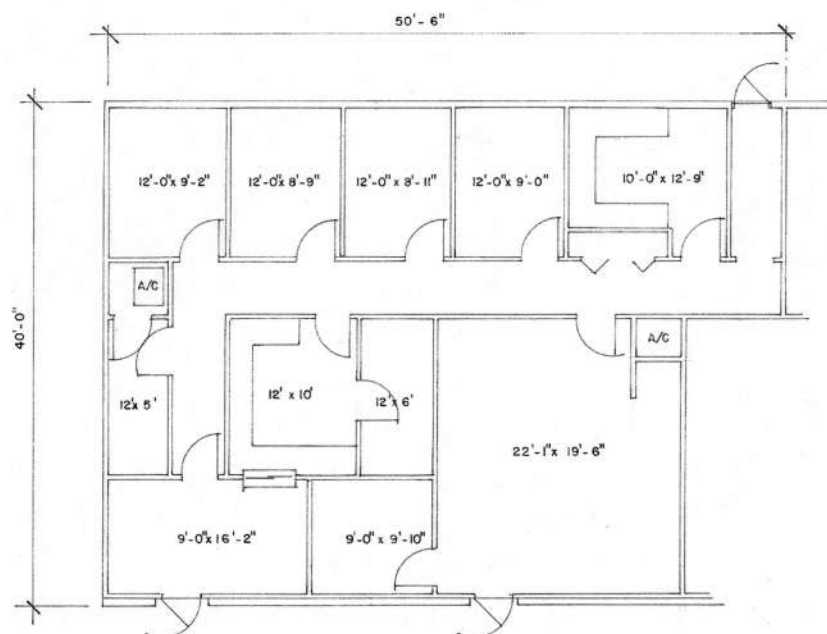 50'-6"
40'-0"
12'-0"x 9'-2"
12'-0"x 8'-9"
12'-0"x 8'-11"
12'-0"x 9'-0"
10'-0"x 12'-9"
A/C
A/C
12'x 5'
12' x 10'
12'x 6'
22'-1"x 19'-6"
9'-0"x16'-2"
9'-0"x 9'-10"